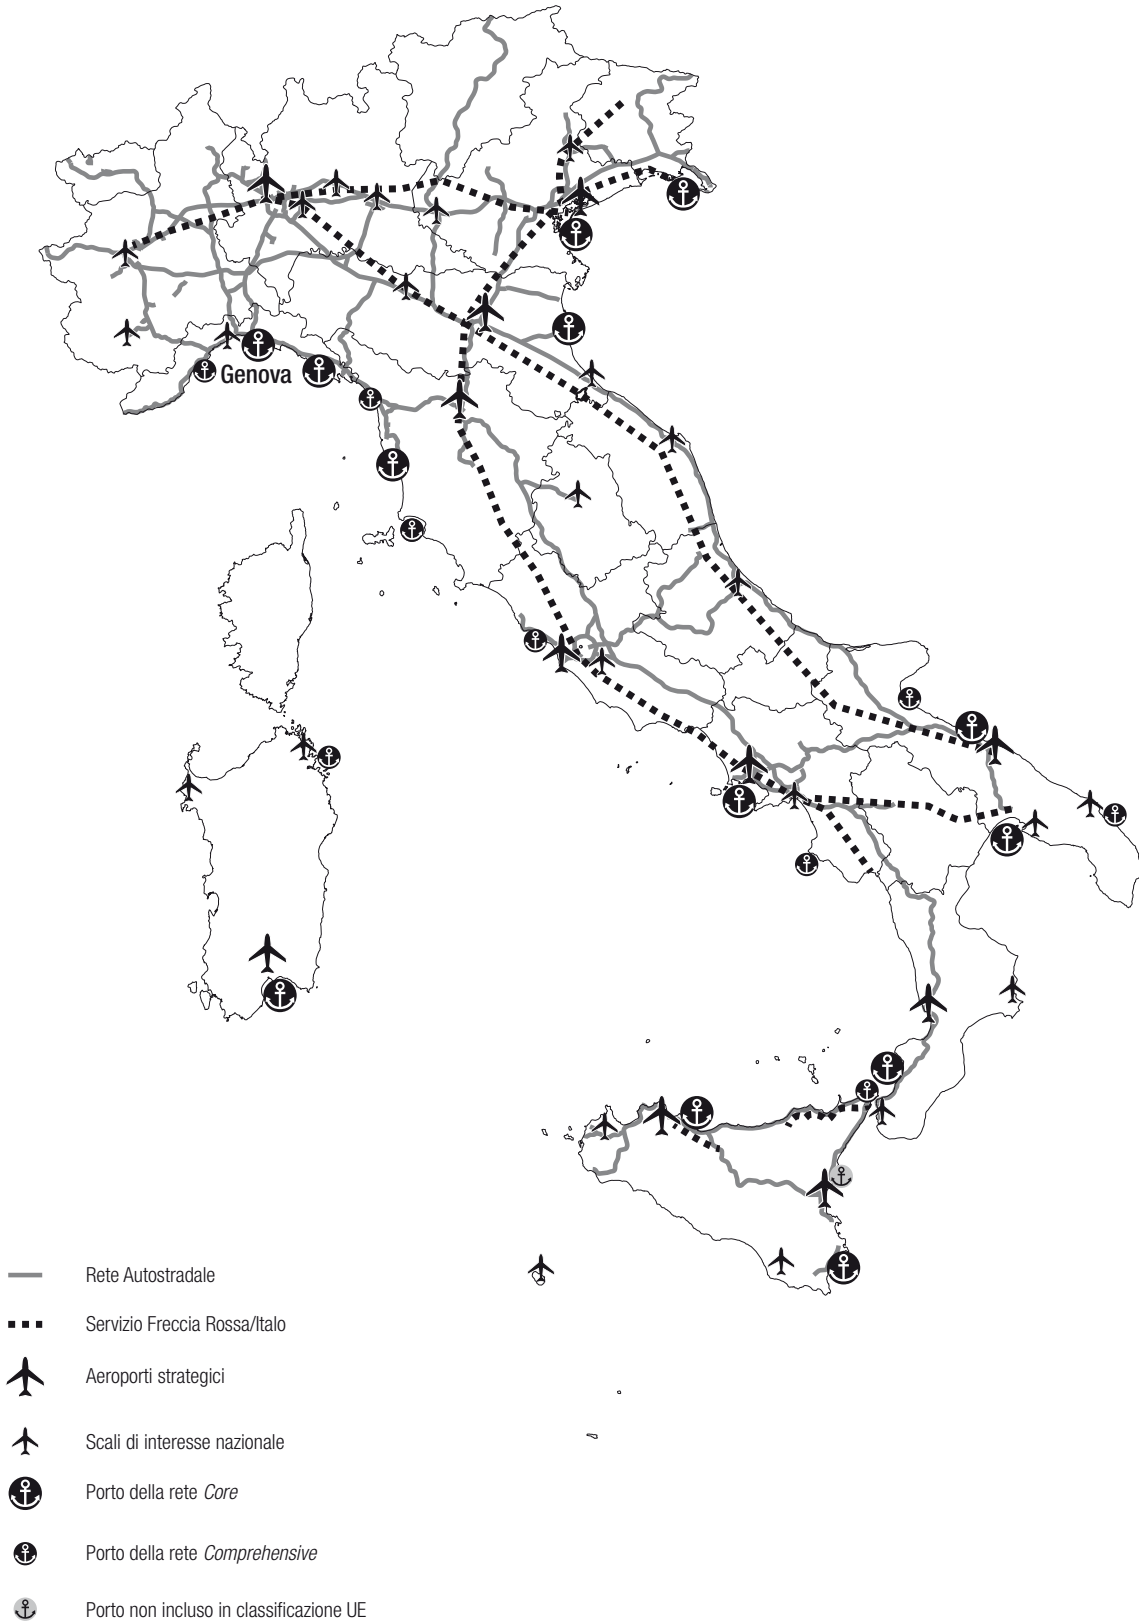 Genova
Rete Autostradale
Servizio Freccia Rossa/Italo
Aeroporti strategici
Scali di interesse nazionale
Porto della rete Core
Porto della rete Comprehensive
Porto non incluso in classificazione UE